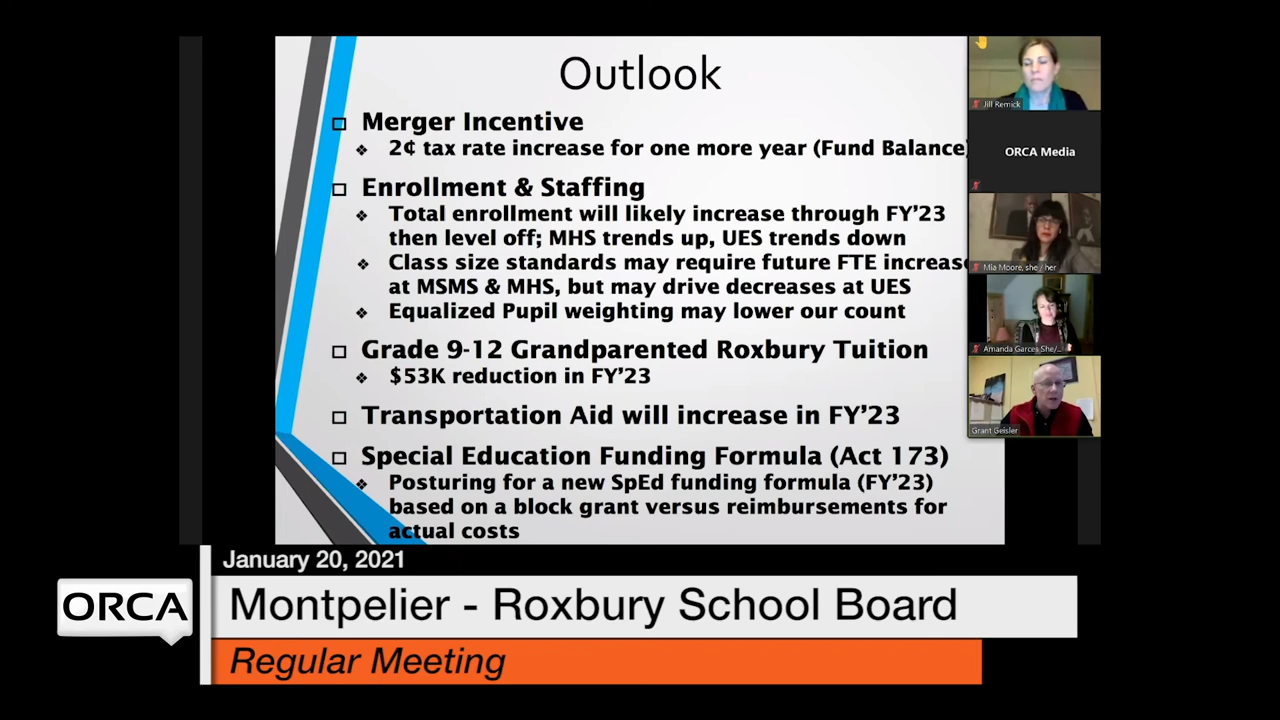 Outlook
Merger Incentive
2¢ tax rate increase for one more year (Fund Balance)
Enrollment & Staffing
Total enrollment will likely increase through FY'23
then level off; MHS trends up, UES trends down
Class size standards may require future FTE increase
at MSMS & MHS, but may drive decreases at UES
Equalized Pupil weighting may lower our count
Grade 9-12 Grandparented Roxbury Tuition
$53K reduction in FY'23
Transportation Aid will increase in FY'23
Special Education Funding Formula (Act 173)
Posturing for a new SpEd funding formula (FY'23)
based on a block grant versus reimbursements for
actual costs
Jill Remick
ORCA Media
Mia Moore, she / her
Amanda Garces She/...
Grant Geisler
January 20, 2021
ORCA
Montpelier - Roxbury School Board
Regular Meeting